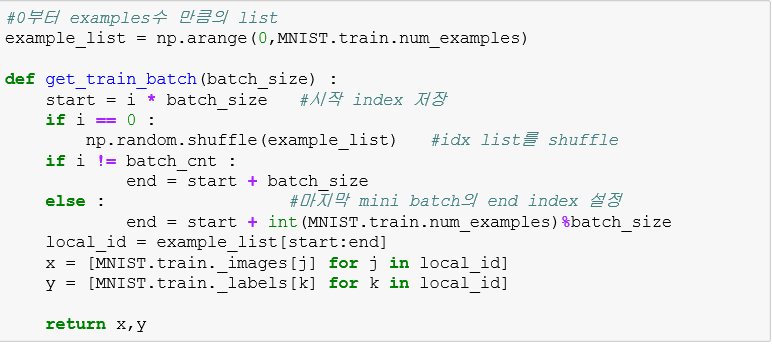 #0부터 examples수 만큼의 list
example_list = np.arange(0,MNIST.train.num_examples)

def get_train_batch(batch_size) :
    start = i * batch_size   #시작 index 저장
    if i == 0 :
        np.random.shuffle(example_list)   #idx list를 shuffle
    if i != batch_cnt :
            end = start + batch_size
    else :                  #마지막 mini batch의 end index 설정
            end = start + int(MNIST.train.num_examples)%batch_size
    local_id = example_list[start:end]
    x = [MNIST.train._images[j] for j in local_id]
    y = [MNIST.train._labels[k] for k in local_id]

    return x,y